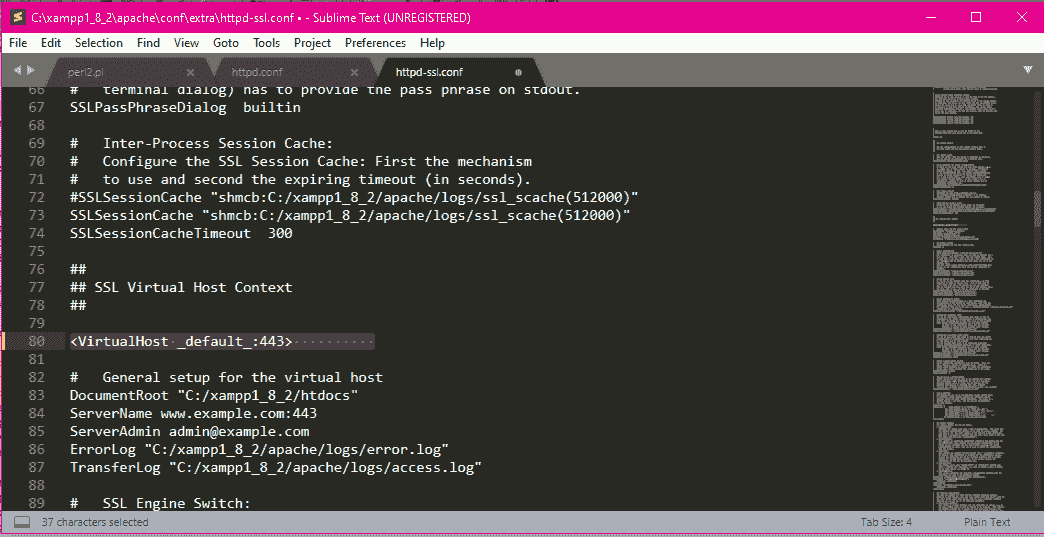 C:\xampp1_8_2\apache\conf\extra\httpd-ssl.conf • - Sublime Text (UNREGISTERED)
File Edit Selection Find View Goto Tools Project Preferences Help
perl2.pl httpd.conf httpd-ssl.conf
66 #   terminal dialog) has to provide the pass phrase on stdout.
67 SSLPassPhraseDialog  builtin
68
69 #   Inter-Process Session Cache:
70 #   Configure the SSL Session Cache: First the mechanism
71 #   to use and second the expiring timeout (in seconds).
72 #SSLSessionCache "shmcb:C:/xampp1_8_2/apache/logs/ssl_scache(512000)"
73 SSLSessionCache "shmcb:C:/xampp1_8_2/apache/logs/ssl_scache(512000)"
74 SSLSessionCacheTimeout  300
75
76 ##
77 ## SSL Virtual Host Context
78 ##
79
80 <VirtualHost _default_:443>
81
82 #   General setup for the virtual host
83 DocumentRoot "C:/xampp1_8_2/htdocs"
84 ServerName www.example.com:443
85 ServerAdmin admin@example.com
86 ErrorLog "C:/xampp1_8_2/apache/logs/error.log"
87 TransferLog "C:/xampp1_8_2/apache/logs/access.log"
88
89 #   SSL Engine Switch:
37 characters selected Tab Size: 4 Plain Text